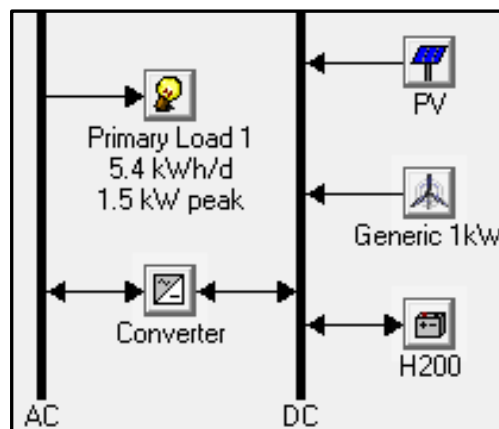 PV
Primary Load 1
5.4 kWh/d
1.5 kW peak
Generic 1kW
Converter
H200
AC
DC